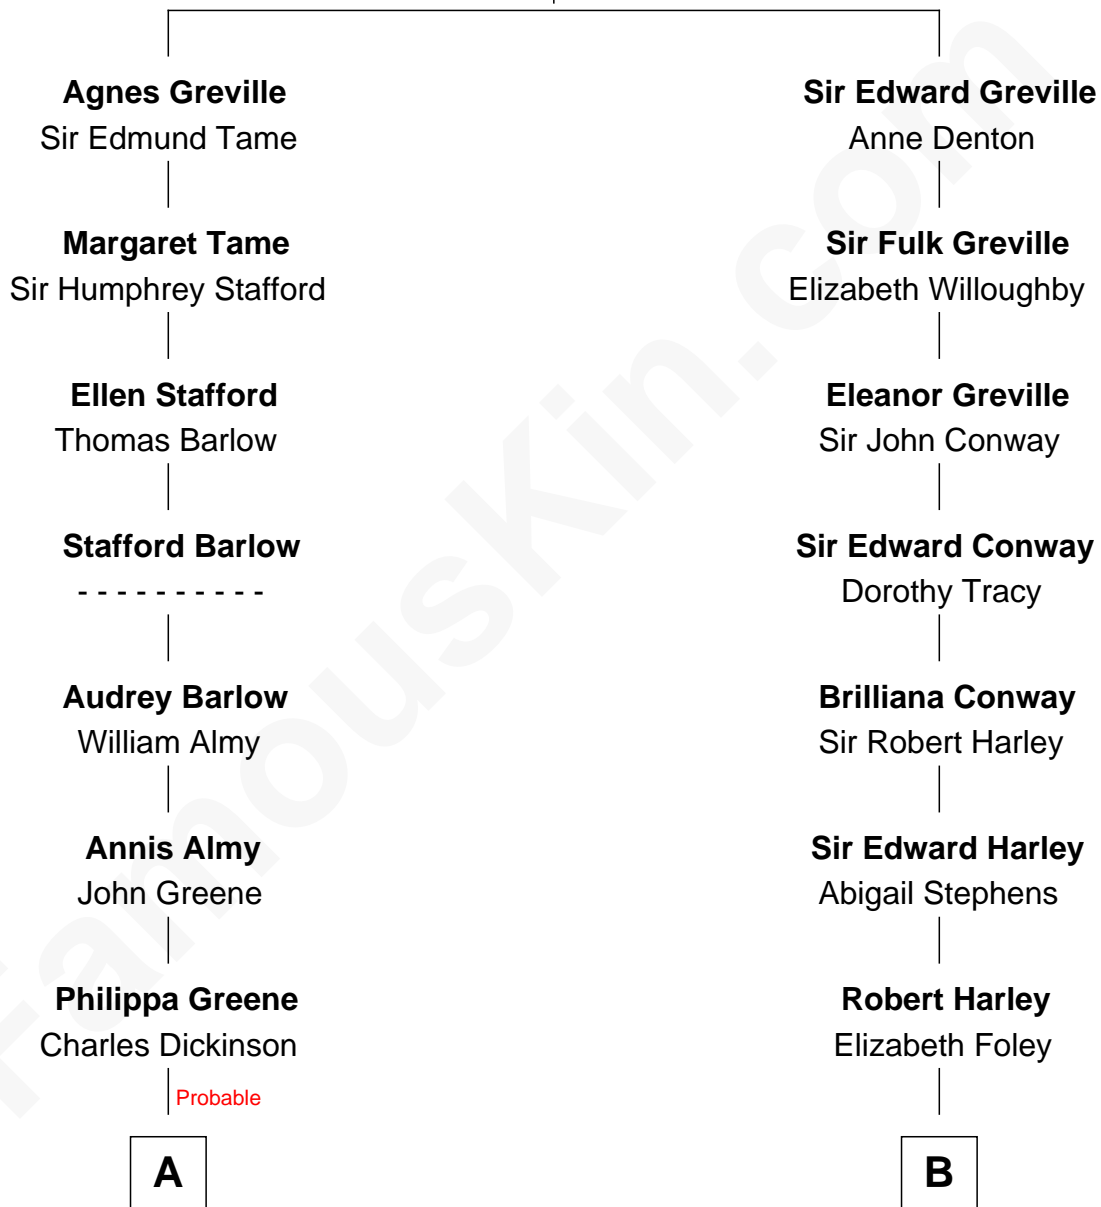 Agnes Greville
Sir Edmund Tame
Sir Edward Greville
Anne Denton
Margaret Tame
Sir Humphrey Stafford
Sir Fulk Greville
Elizabeth Willoughby
Ellen Stafford
Thomas Barlow
Eleanor Greville
Sir John Conway
Stafford Barlow
- - - - - - - - - -
Sir Edward Conway
Dorothy Tracy
Audrey Barlow
William Almy
Brilliana Conway
Sir Robert Harley
Annis Almy
John Greene
Sir Edward Harley
Abigail Stephens
Philippa Greene
Charles Dickinson
Robert Harley
Elizabeth Foley
Probable
A
B
FamousKin.com